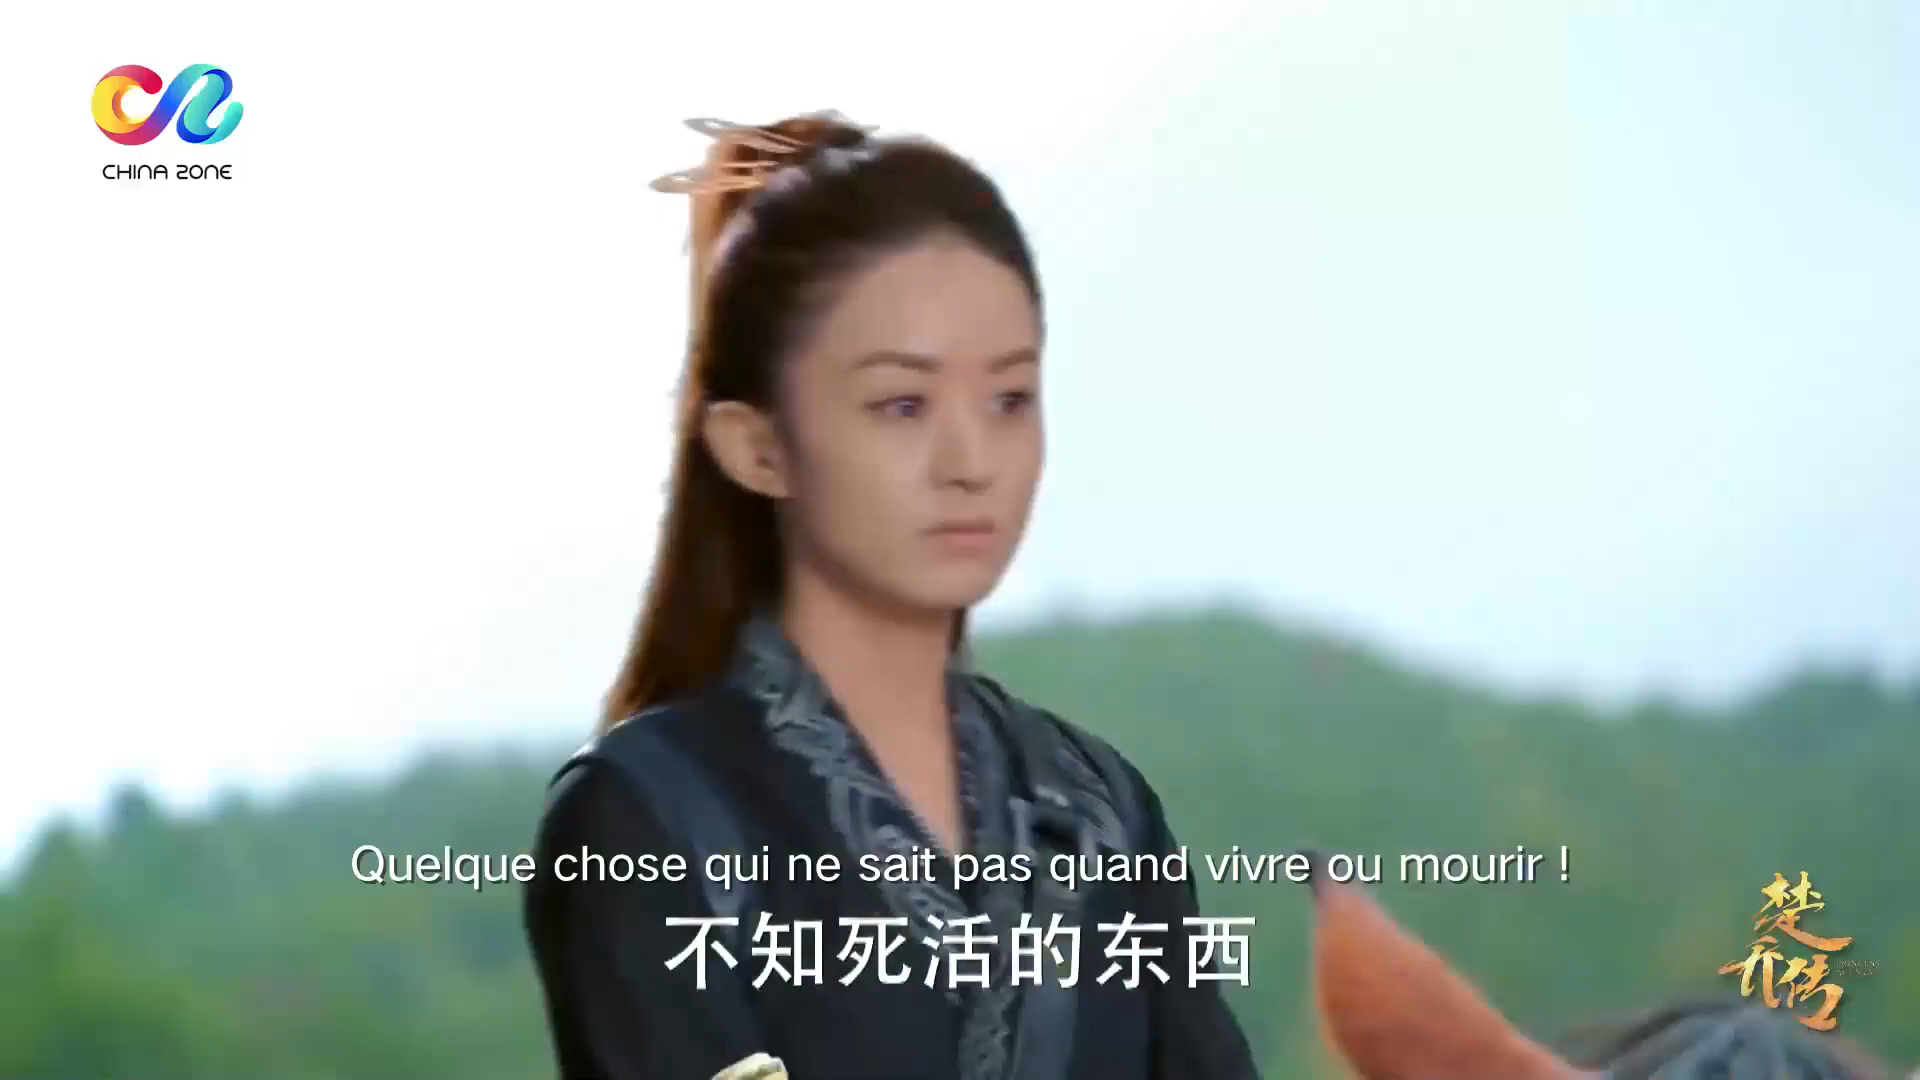 CHINA ZONE
Quelque chose qui ne sait pas quand vivre ou mourir !
不知死活的东西
楚
乔传